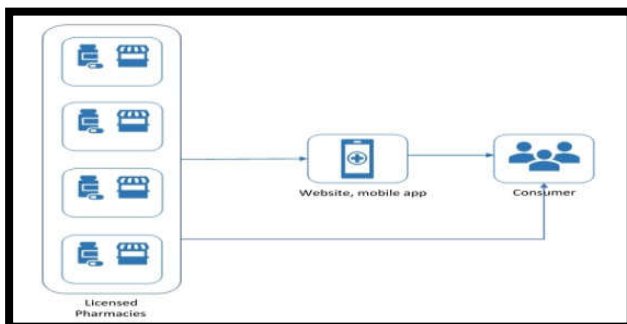 Website, mobile app
Consumer
Licensed
Pharmacies